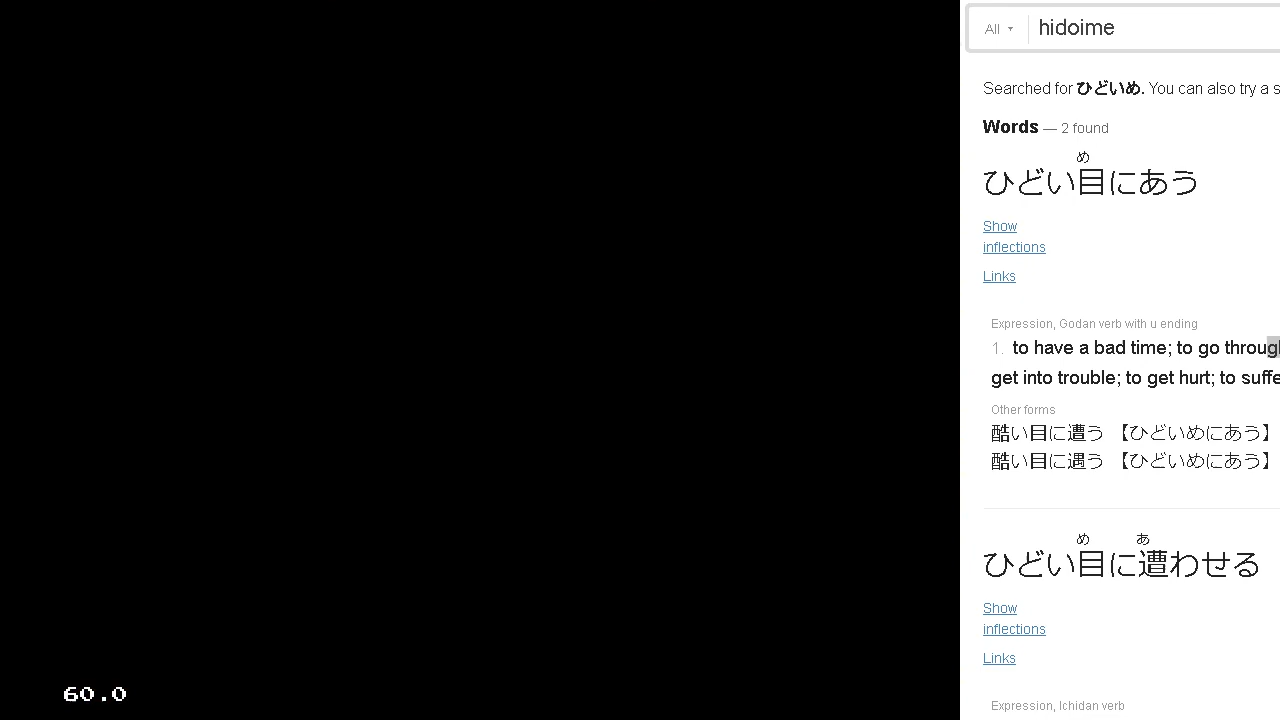 All ▾ hidoime
Searched for ひどいめ. You can also try a s
Words — 2 found
め
ひどい目にあう
Show
inflections
Links
Expression, Godan verb with u ending
1. to have a bad time; to go throug
get into trouble; to get hurt; to suffe
Other forms
酷い目に遭う 【ひどいめにあう】
酷い目に遇う 【ひどいめにあう】
め あ
ひどい目に遭わせる
Show
inflections
Links
Expression, Ichidan verb
60.0